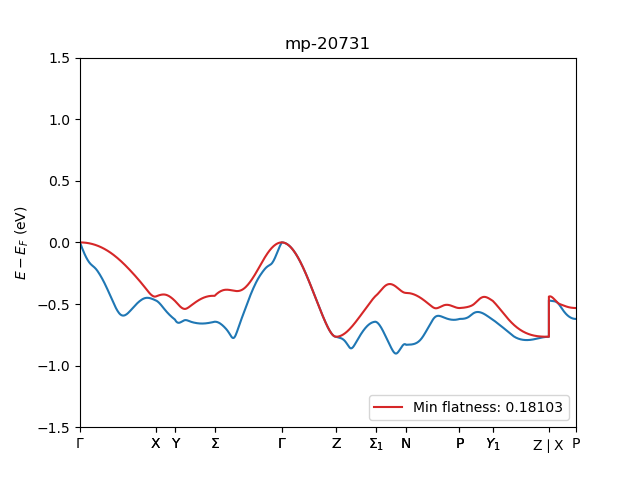 mp-20731
E − E_F (eV)
1.5
1.0
0.5
0.0
−0.5
−1.0
−1.5
Min flatness: 0.18103
Γ X Y Σ Γ Z Σ₁ N P Y₁ Z | X P